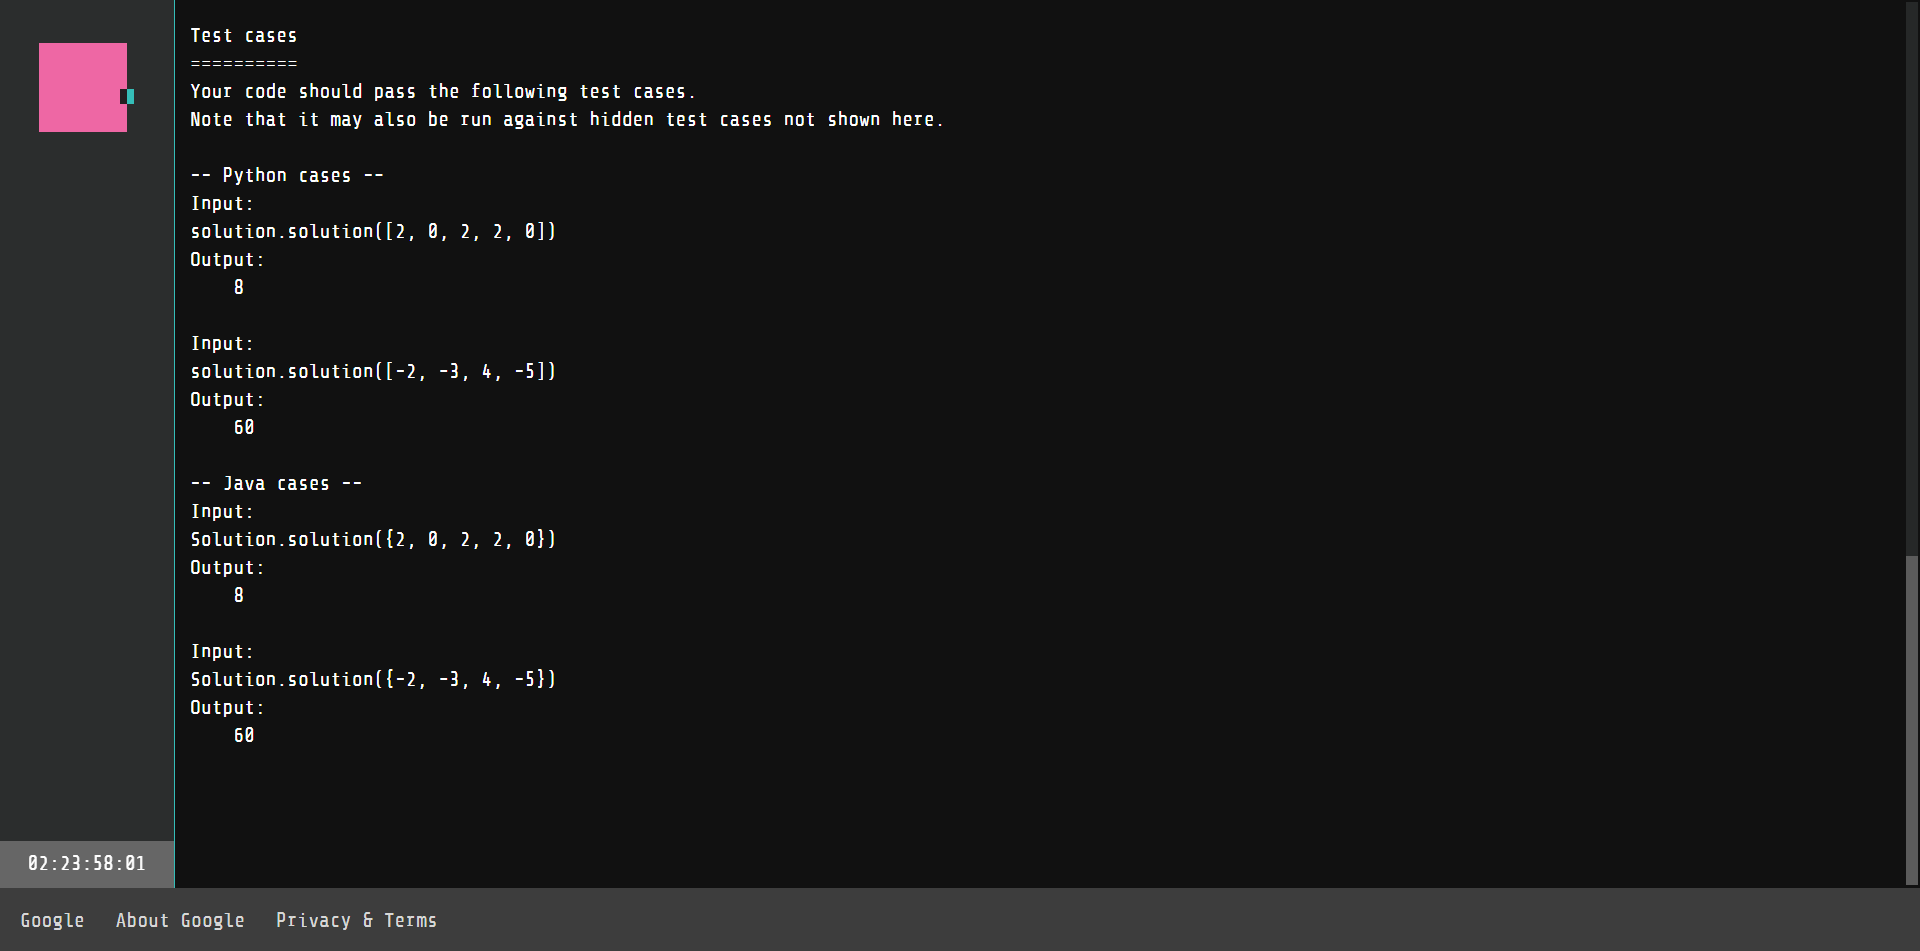 Test cases
==========
Your code should pass the following test cases.
Note that it may also be run against hidden test cases not shown here.
-- Python cases --
Input:
solution.solution([2, 0, 2, 2, 0])
Output:
    8
Input:
solution.solution([-2, -3, 4, -5])
Output:
    60
-- Java cases --
Input:
Solution.solution({2, 0, 2, 2, 0})
Output:
    8
Input:
Solution.solution({-2, -3, 4, -5})
Output:
    60
02:23:58:01
Google   About Google   Privacy & Terms